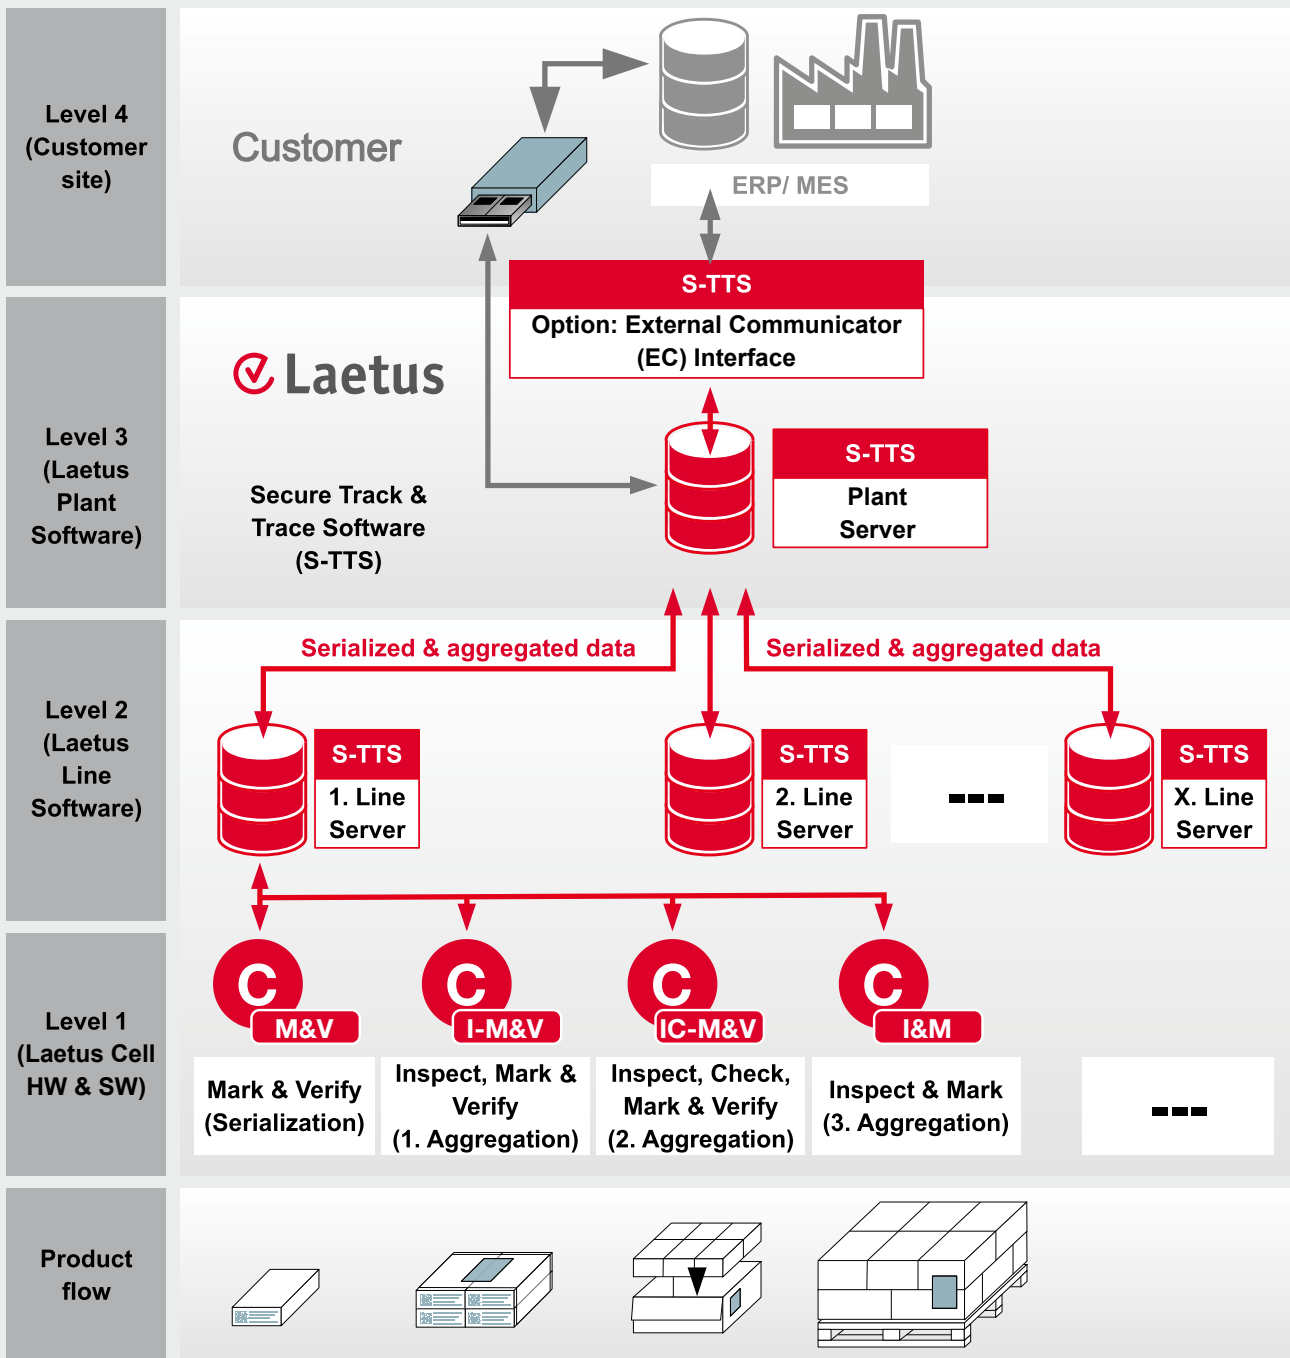 Level 4
(Customer
site)
Customer
ERP/ MES
S-TTS
Option: External Communicator
(EC) Interface
Laetus
Level 3
(Laetus
Plant
Software)
Secure Track &
Trace Software
(S-TTS)
S-TTS
Plant
Server
Serialized & aggregated data
Serialized & aggregated data
Level 2
(Laetus
Line
Software)
S-TTS
1. Line
Server
S-TTS
2. Line
Server
---
S-TTS
X. Line
Server
Level 1
(Laetus Cell
HW & SW)
C
M&V
C
I-M&V
C
IC-M&V
C
I&M
Mark & Verify
(Serialization)
Inspect, Mark &
Verify
(1. Aggregation)
Inspect, Check,
Mark & Verify
(2. Aggregation)
Inspect & Mark
(3. Aggregation)
---
Product
flow